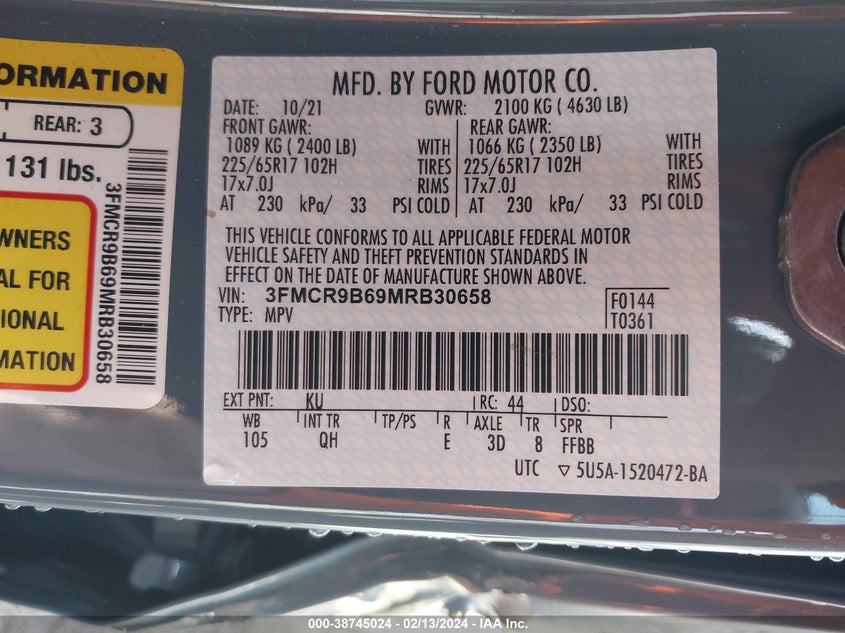 ORMATION
REAR: 3
131 lbs.
WNERS
AL FOR
IONAL
RMATION
3FMCR9B69MRB30658
MFD. BY FORD MOTOR CO.
DATE: 10/21 GVWR: 2100 KG ( 4630 LB)
FRONT GAWR: REAR GAWR:
1089 KG ( 2400 LB) WITH 1066 KG ( 2350 LB) WITH
225/65R17 102H TIRES 225/65R17 102H TIRES
17x7.0J RIMS 17x7.0J RIMS
AT 230 kPa/ 33 PSI COLD AT 230 kPa/ 33 PSI COLD
THIS VEHICLE CONFORMS TO ALL APPLICABLE FEDERAL MOTOR
VEHICLE SAFETY AND THEFT PREVENTION STANDARDS IN
EFFECT ON THE DATE OF MANUFACTURE SHOWN ABOVE.
VIN: 3FMCR9B69MRB30658 F0144
TYPE: MPV T0361
EXT PNT: KU RC: 44 DSO:
WB INT TR TP/PS R AXLE TR SPR
105 QH E 3D 8 FFBB
UTC ▽ 5U5A-1520472-BA
000-38745024 - 02/13/2024 - IAA Inc.